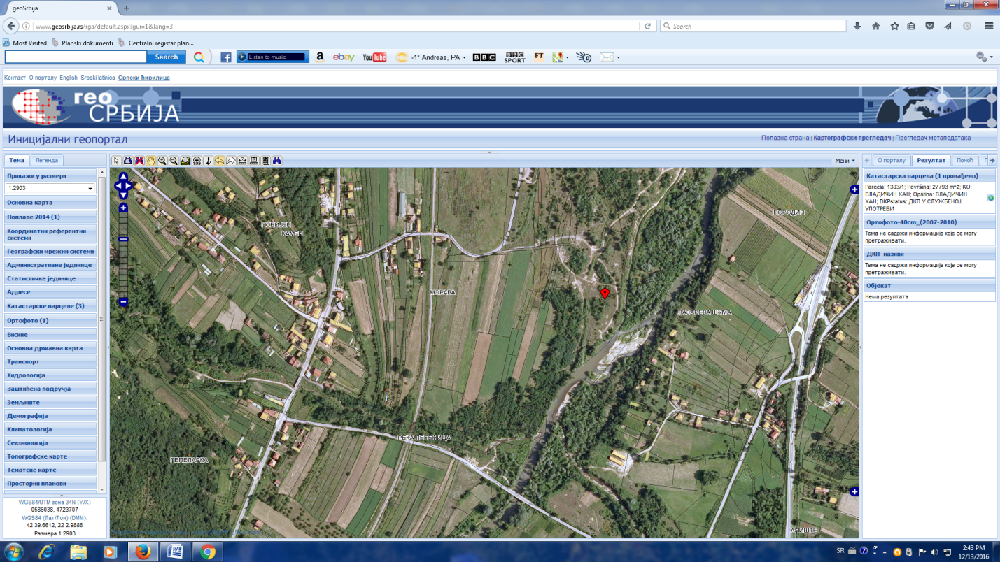 geoSrbija
www.geosrbija.rs/rga/default.aspx?gui=1&lang=3
Search
Most Visited Planski dokumenti Centralni registar plan...
Search Listen to music ebay YouTube -1° Andreas, PA BBC BBC SPORT FT
Контакт О порталу English Srpski latinica Српски ћирилица
гео
СРБИЈА
Иницијални геопортал
Полазна страна | Картографски прегледач | Прегледач метаподатака
Тема Легенда
Прикажи у размери
1:2903
Основна карта
Поплаве 2014 (1)
Координатни референтни
системи
Географски мрежни системи
Административне јединице
Статистичке јединице
Адресе
Катастарске парцеле (3)
Ортофото (1)
Висине
Основна државна карта
Транспорт
Хидрологија
Заштићена подручја
Земљиште
Демографија
Климатологија
Сеизмологија
Топографске карте
Тематске карте
Просторни планови
WGS84/UTM зона 34N (Y/X)
0586038, 4723707
WGS84 (Лат/Лон) (DMM):
42 39.6612, 22 2.9886
Размера 1:2903
Мени
ПОБИЈЕН
КАМЕН
МОРАВА
ПОРОДИН
ЛАЗАРЕВА ШУМА
РЕКА ЛЕПЕНИЦА
ПЕПЕЛАРКА
АНИШТЕ
О порталу Резултат Помоћ
Катастарска парцела (1 пронађено)
Parcela: 1303/1; Površina: 27793 m^2; KO:
ВЛАДИЧИН ХАН; Opština: ВЛАДИЧИН
ХАН; DKPstatus: ДКП У СЛУЖБЕНОЈ
УПОТРЕБИ
Ортофото-40cm_(2007-2010)
Тема не садржи информације које се могу
претраживати.
ДКП_називи
Тема не садржи информације које се могу
претраживати.
Објекат
Нема резултата
SR
2:43 PM
12/13/2016